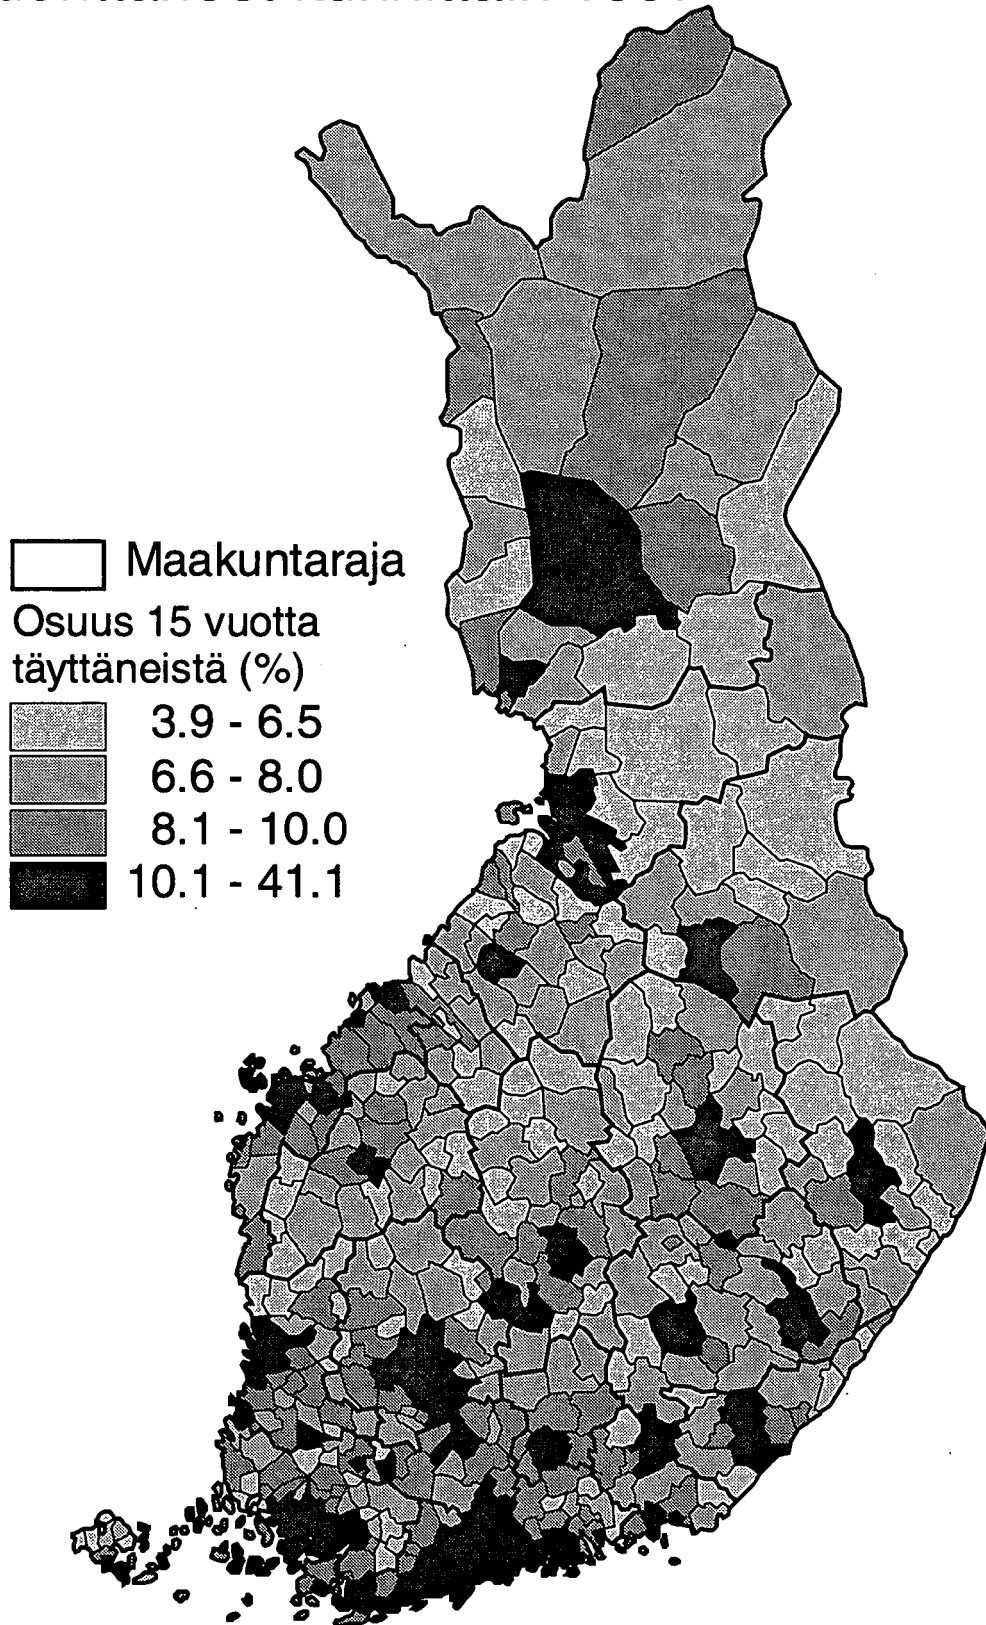 Maakuntaraja
Osuus 15 vuotta
täyttäneistä (%)
3.9 - 6.5
6.6 - 8.0
8.1 - 10.0
10.1 - 41.1